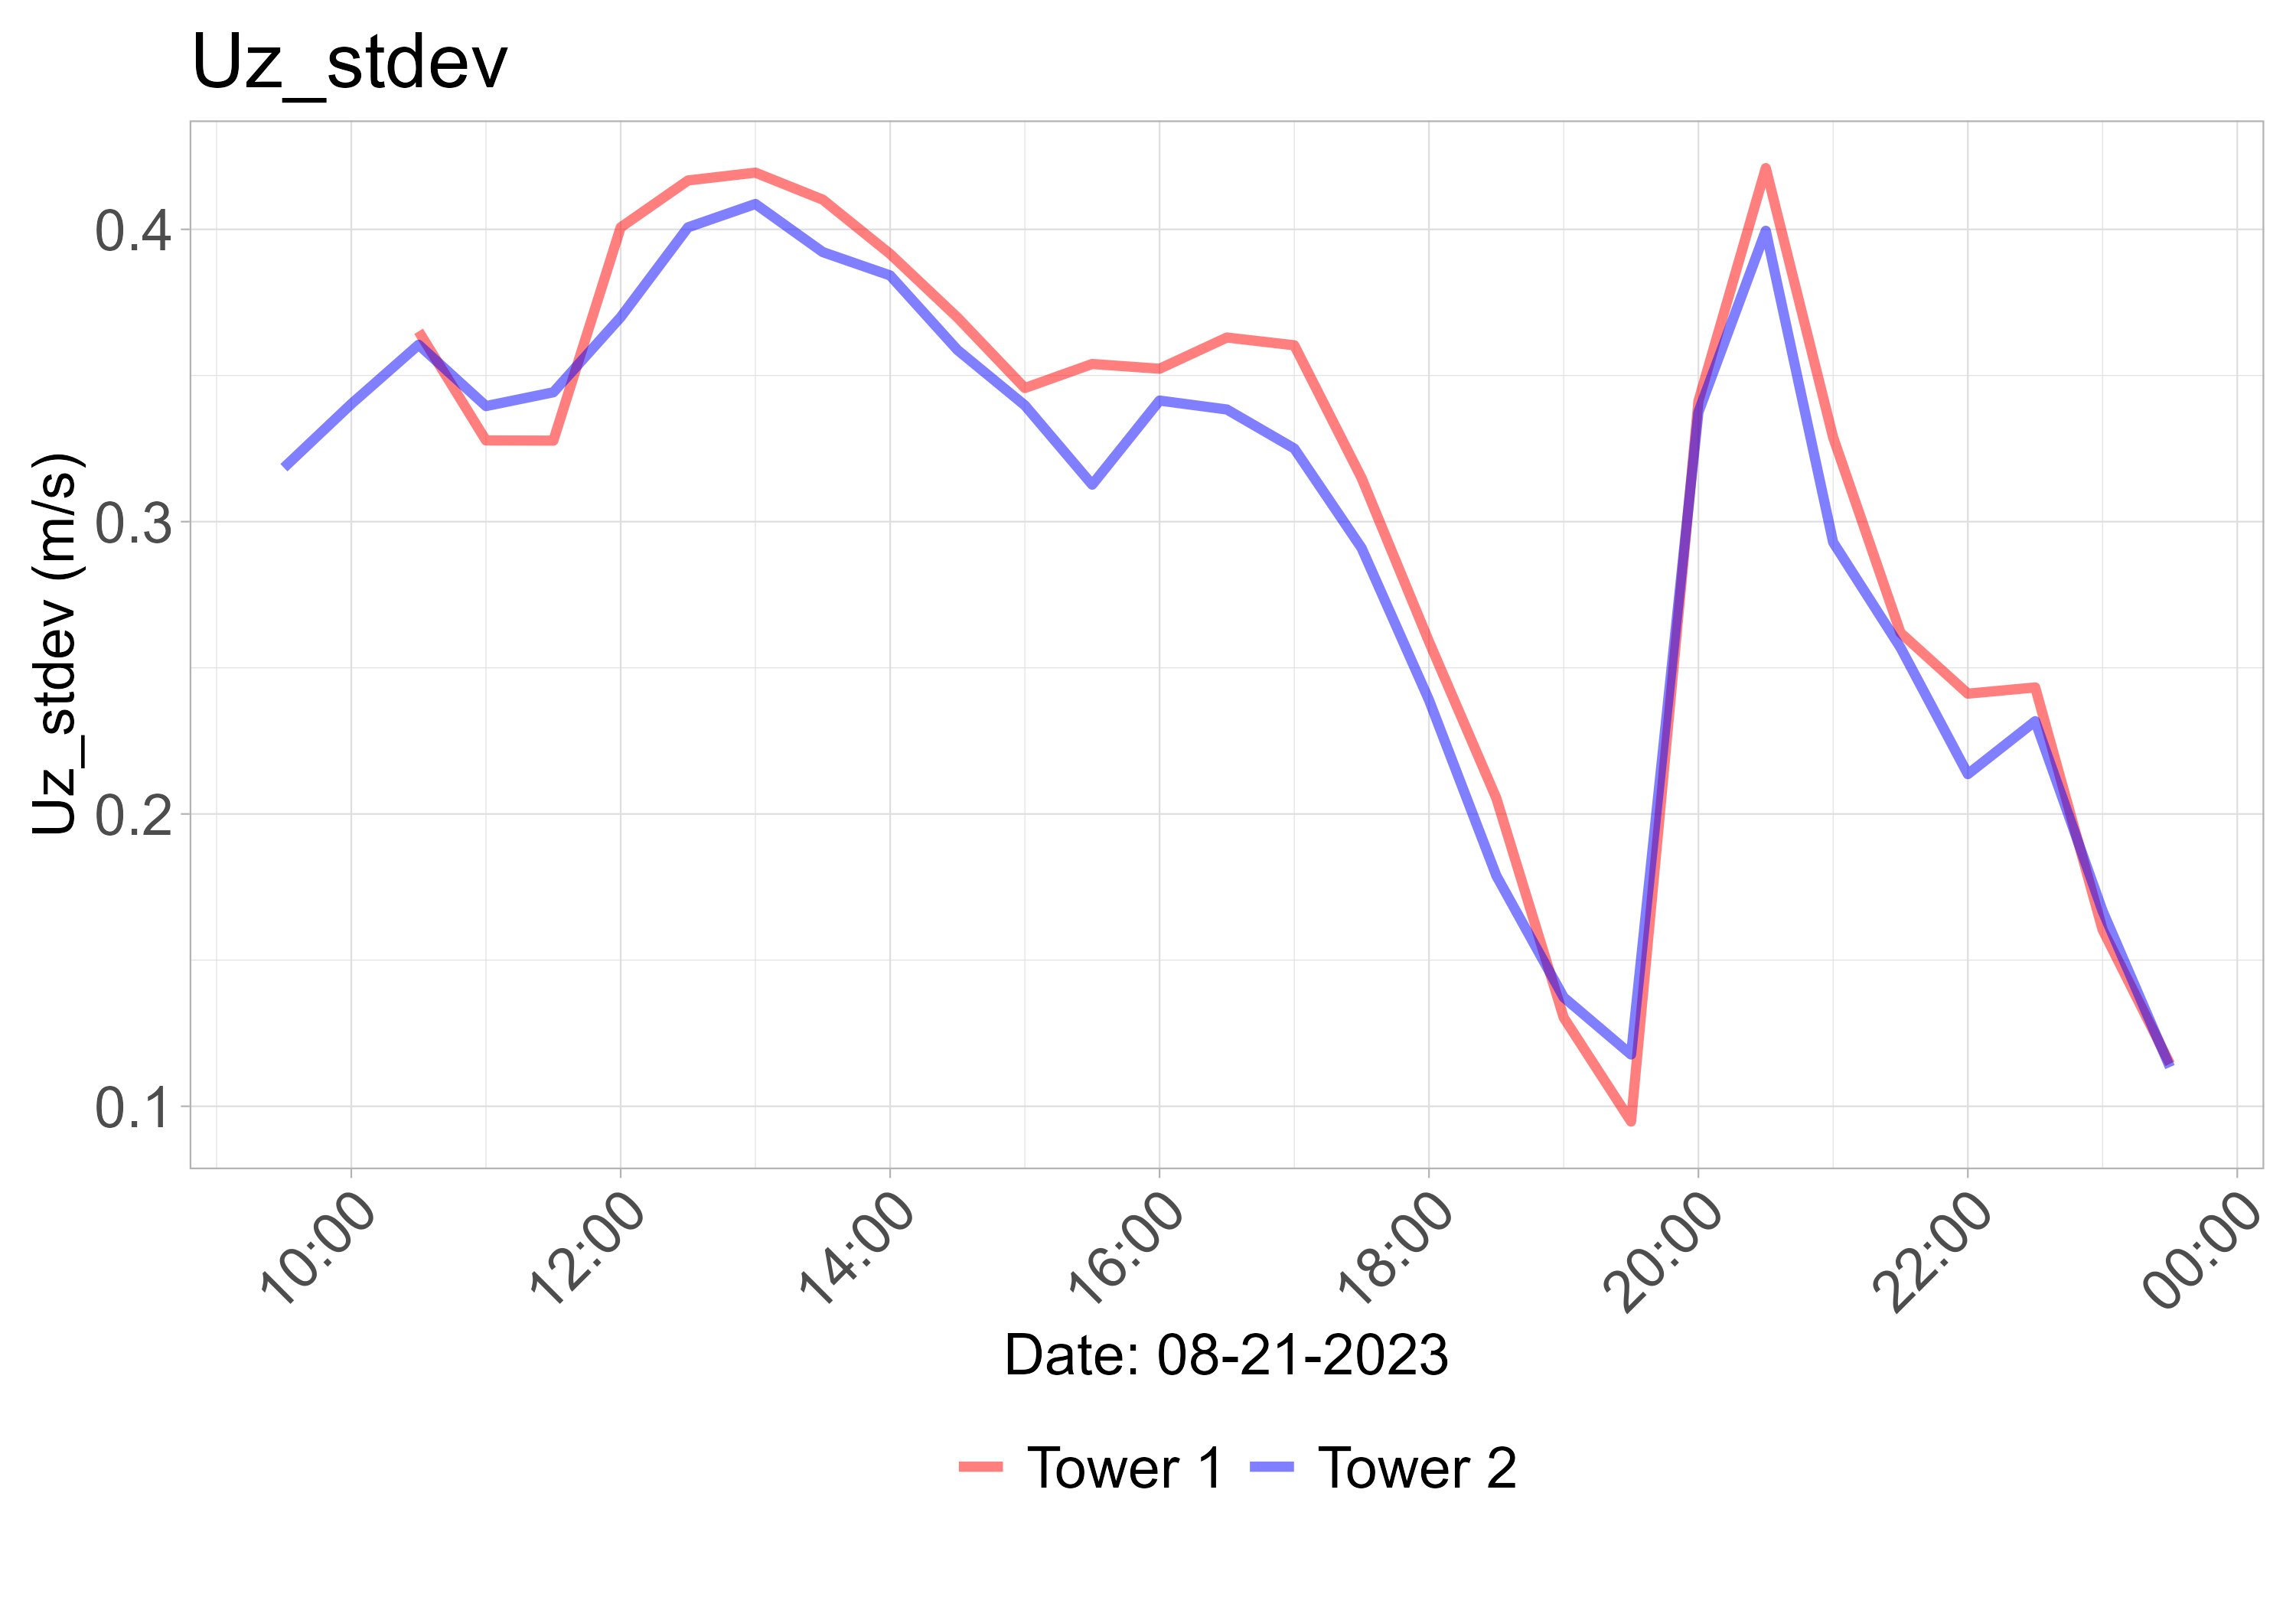 Uz_stdev
Uz_stdev (m/s)
0.4
0.3
0.2
0.1
10:00 12:00 14:00 16:00 18:00 20:00 22:00 00:00
Date: 08-21-2023
Tower 1 Tower 2